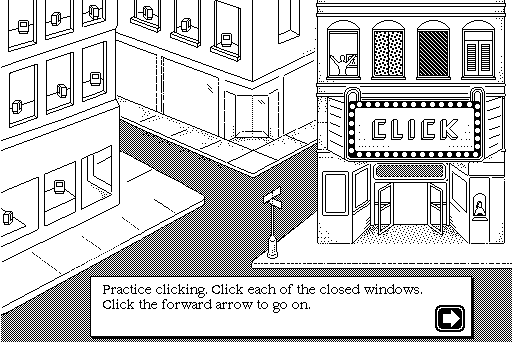 CLICK
Practice clicking. Click each of the closed windows.
Click the forward arrow to go on.